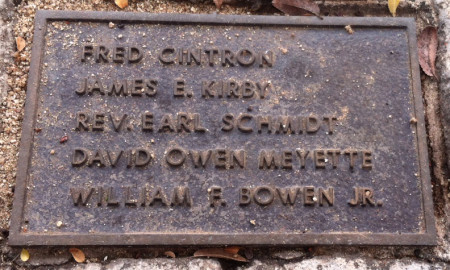 FRED CINTRON
JAMES E. KIRBY
REV. EARL SCHMIDT
DAVID OWEN MEYETTE
WILLIAM F. BOWEN JR.